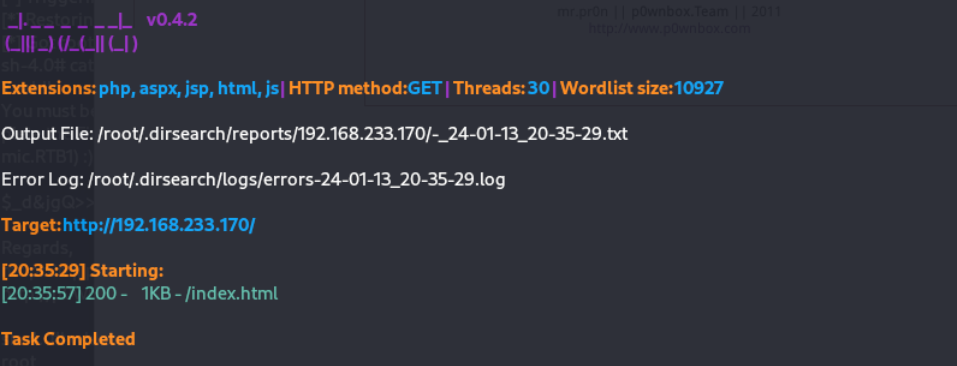 mr.pr0n || p0wnbox.Team || 2011
http://www.p0wnbox.com
_|. _ _  _  _  _ _|_    v0.4.2
(_||| _) (/_(_|| (_| )
sh-4.0# cat
Extensions: php, aspx, jsp, html, js | HTTP method: GET | Threads: 30 | Wordlist size: 10927
You must be
Output File: /root/.dirsearch/reports/192.168.233.170/-_24-01-13_20-35-29.txt
mic.RTB1) :)
Error Log: /root/.dirsearch/logs/errors-24-01-13_20-35-29.log
$_d&jgQ>>
Target: http://192.168.233.170/
Regards,
[20:35:29] Starting:
[20:35:57] 200 -    1KB - /index.html
Task Completed
root